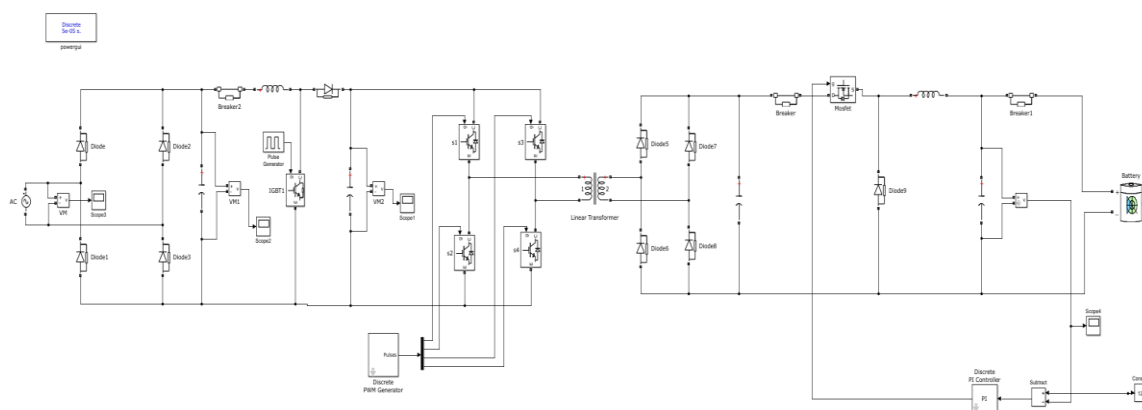 Discrete
5e-05 s.
powergui
Breaker2
Diode
Diode2
Pulse
Generator
IGBT1
AC
VM
Scope3
VM1
Scope2
VM2
Scope1
Diode1
Diode3
s1
s3
s2
s4
1
2
Linear Transformer
Pulses
Discrete
PWM Generator
Diode5
Diode7
Diode6
Diode8
Breaker
Mosfet
Diode9
Breaker1
Battery
Scope4
Discrete
PI Controller
PI
Subtract